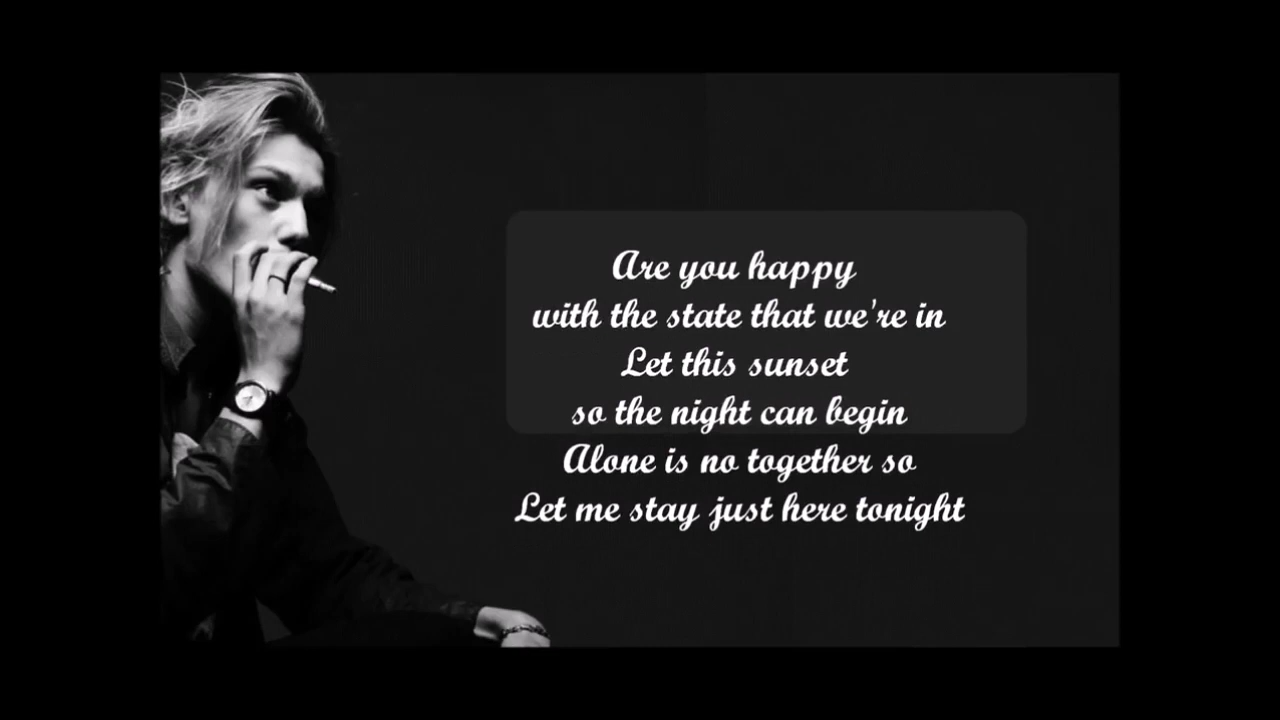 Are you happy
with the state that we're in
Let this sunset
so the night can begin
Alone is no together so
Let me stay just here tonight